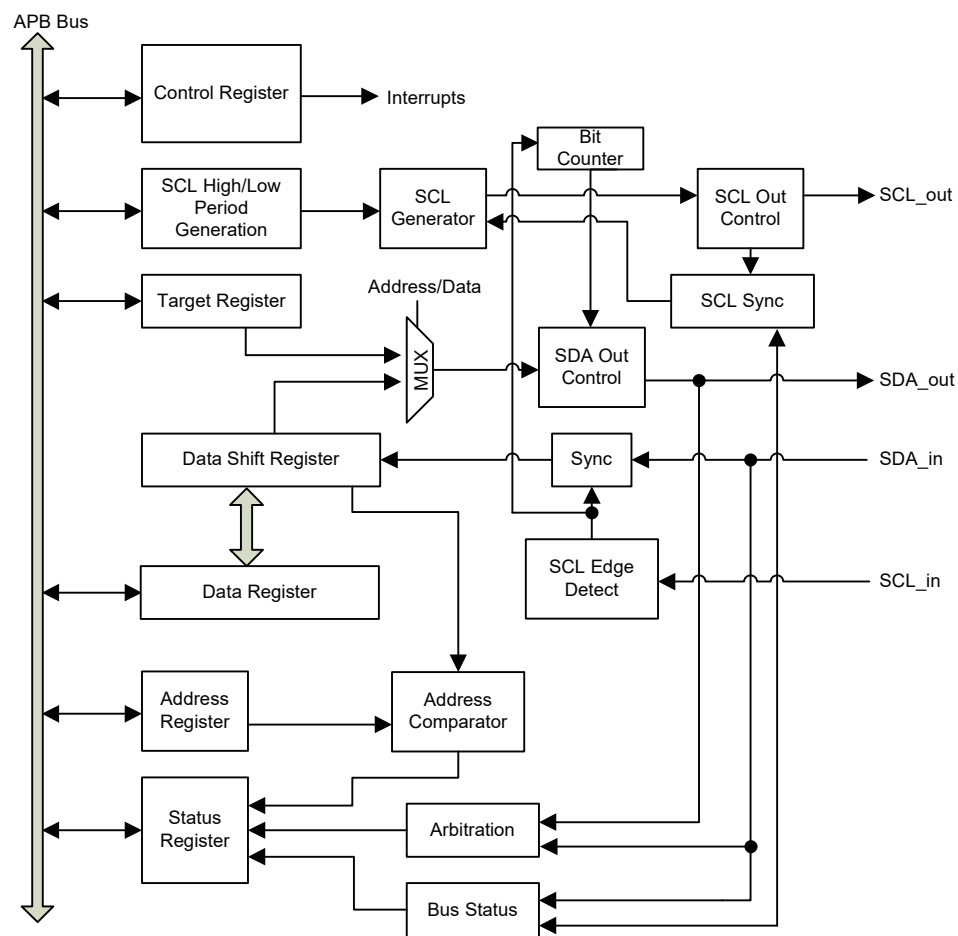 APB Bus
Control Register
Interrupts
Bit
Counter
SCL High/Low
Period
Generation
SCL
Generator
SCL Out
Control
SCL_out
Target Register
Address/Data
SCL Sync
MUX
SDA Out
Control
SDA_out
Data Shift Register
Sync
SDA_in
SCL Edge
Detect
SCL_in
Data Register
Address
Register
Address
Comparator
Status
Register
Arbitration
Bus Status